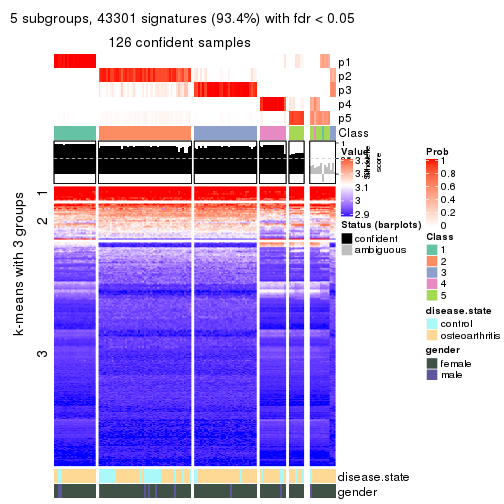 5 subgroups, 43301 signatures (93.4%) with fdr < 0.05
126 confident samples
p1
p2
p3
p4
p5
Class
1
Silhouette
score
k-means with 3 groups
1
2
3
disease.state
gender
Value
3.2
3.1
3
2.9
Status (barplots)
confident
ambiguous
Prob
1
0.8
0.6
0.4
0.2
0
Class
1
2
3
4
5
disease.state
control
osteoarthritis
gender
female
male